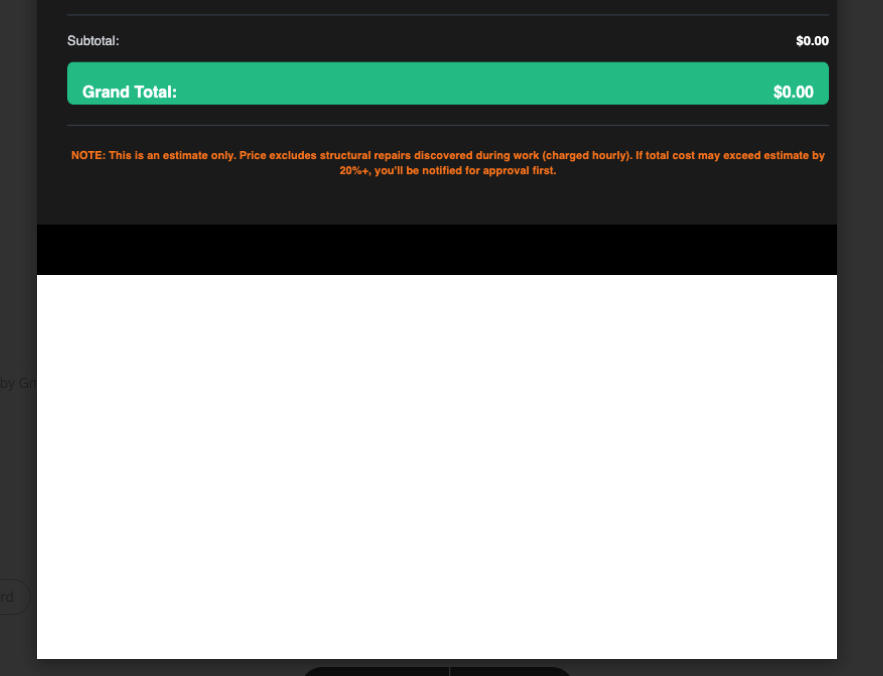 Subtotal: $0.00
Grand Total: $0.00
NOTE: This is an estimate only. Price excludes structural repairs discovered during work (charged hourly). If total cost may exceed estimate by
20%+, you'll be notified for approval first.
by
rd